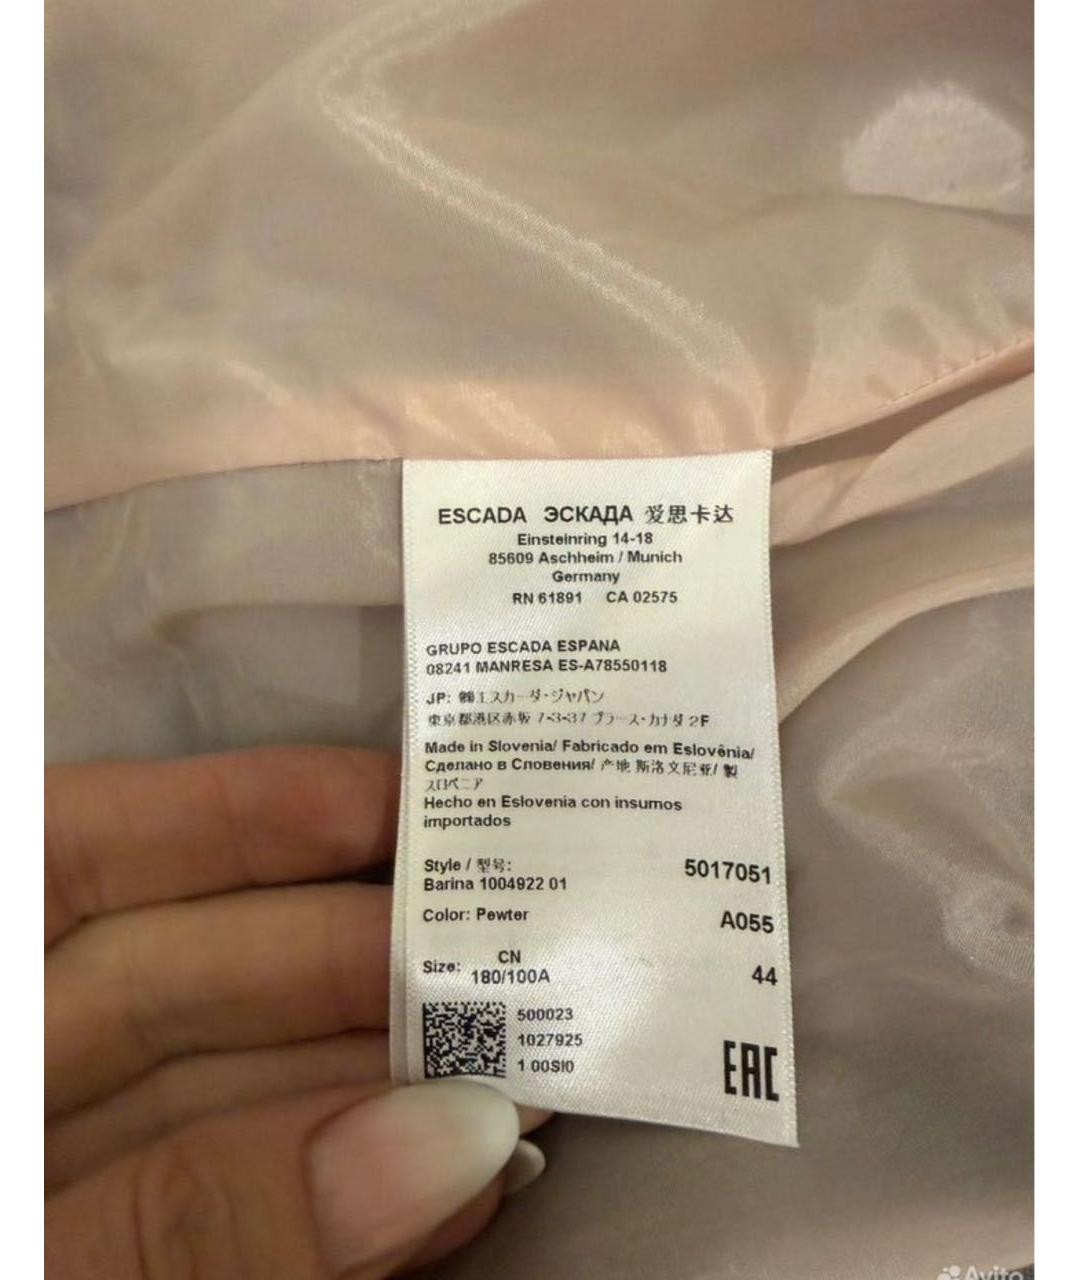 ESCADA ЭСКАДА 爱思卡达
Einsteinring 14-18
85609 Aschheim / Munich
Germany
RN 61891 CA 02575
GRUPO ESCADA ESPANA
08241 MANRESA ES-A78550118
JP: ㈱エスカーダ・ジャパン
東京都港区赤坂 7-3-37 プラース・カナダ 2F
Made in Slovenia/ Fabricado em Eslovênia/
Сделано в Словения/ 产地 斯洛文尼亚/ 製
スロベニア
Hecho en Eslovenia con insumos
importados
Style / 型号: 5017051
Barina 1004922 01
Color: Pewter A055
CN
Size: 180/100A 44
500023
1027925
1 00SI0
EAC
Avito